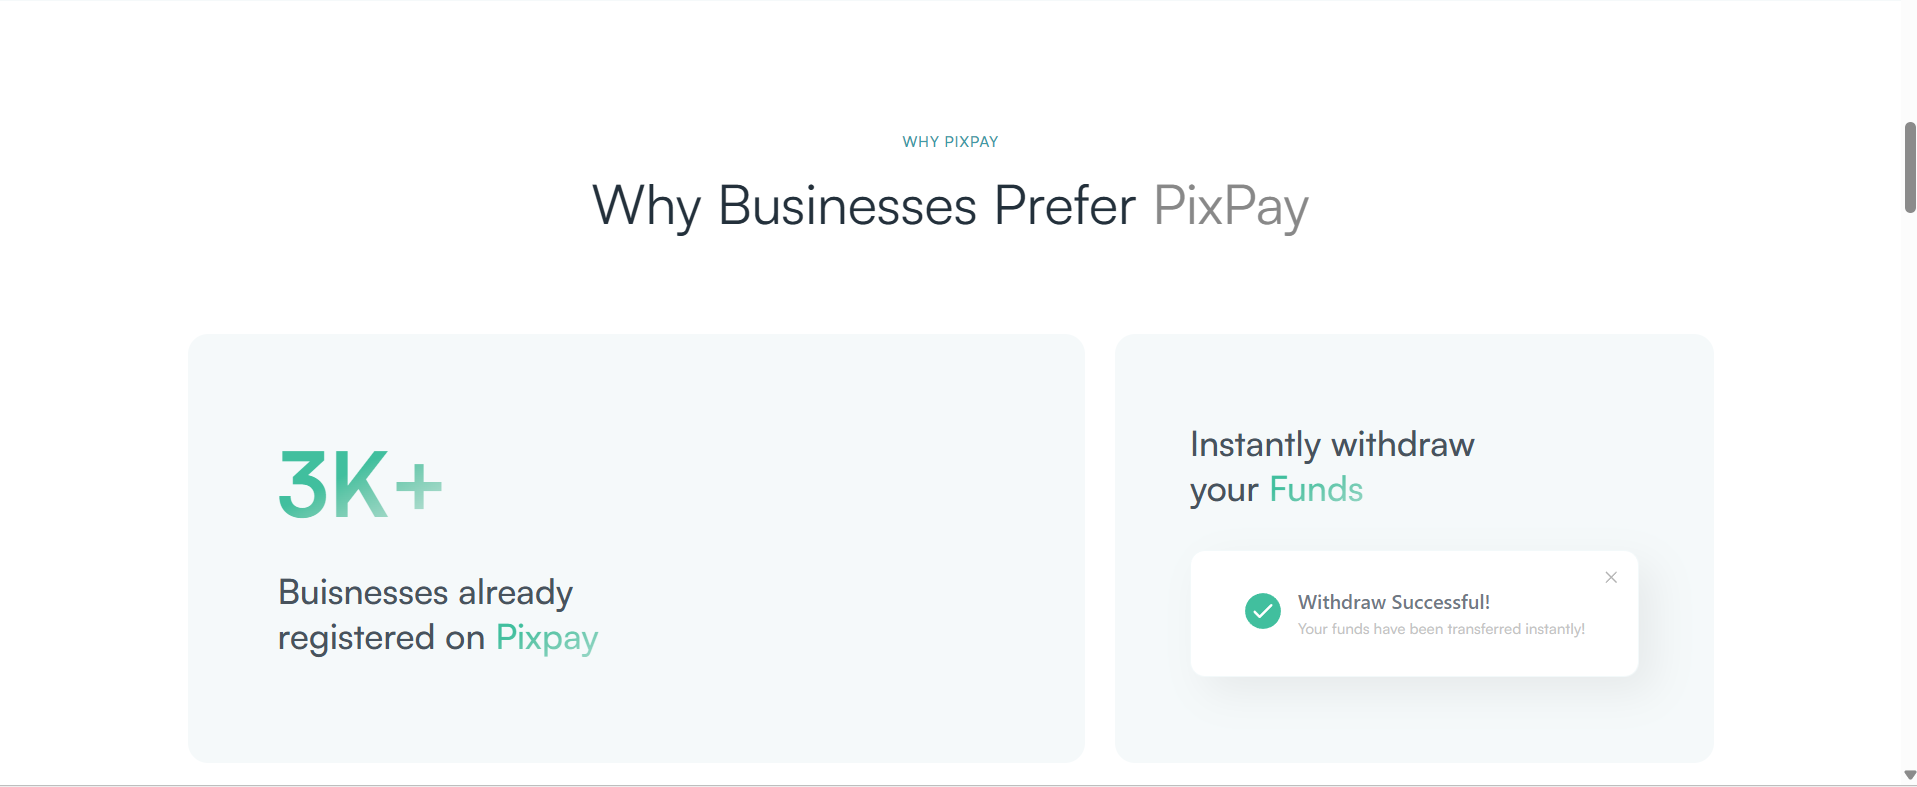 WHY PIXPAY
Why Businesses Prefer PixPay
3K+
Buisnesses already
registered on Pixpay
Instantly withdraw
your Funds
Withdraw Successful!
Your funds have been transferred instantly!